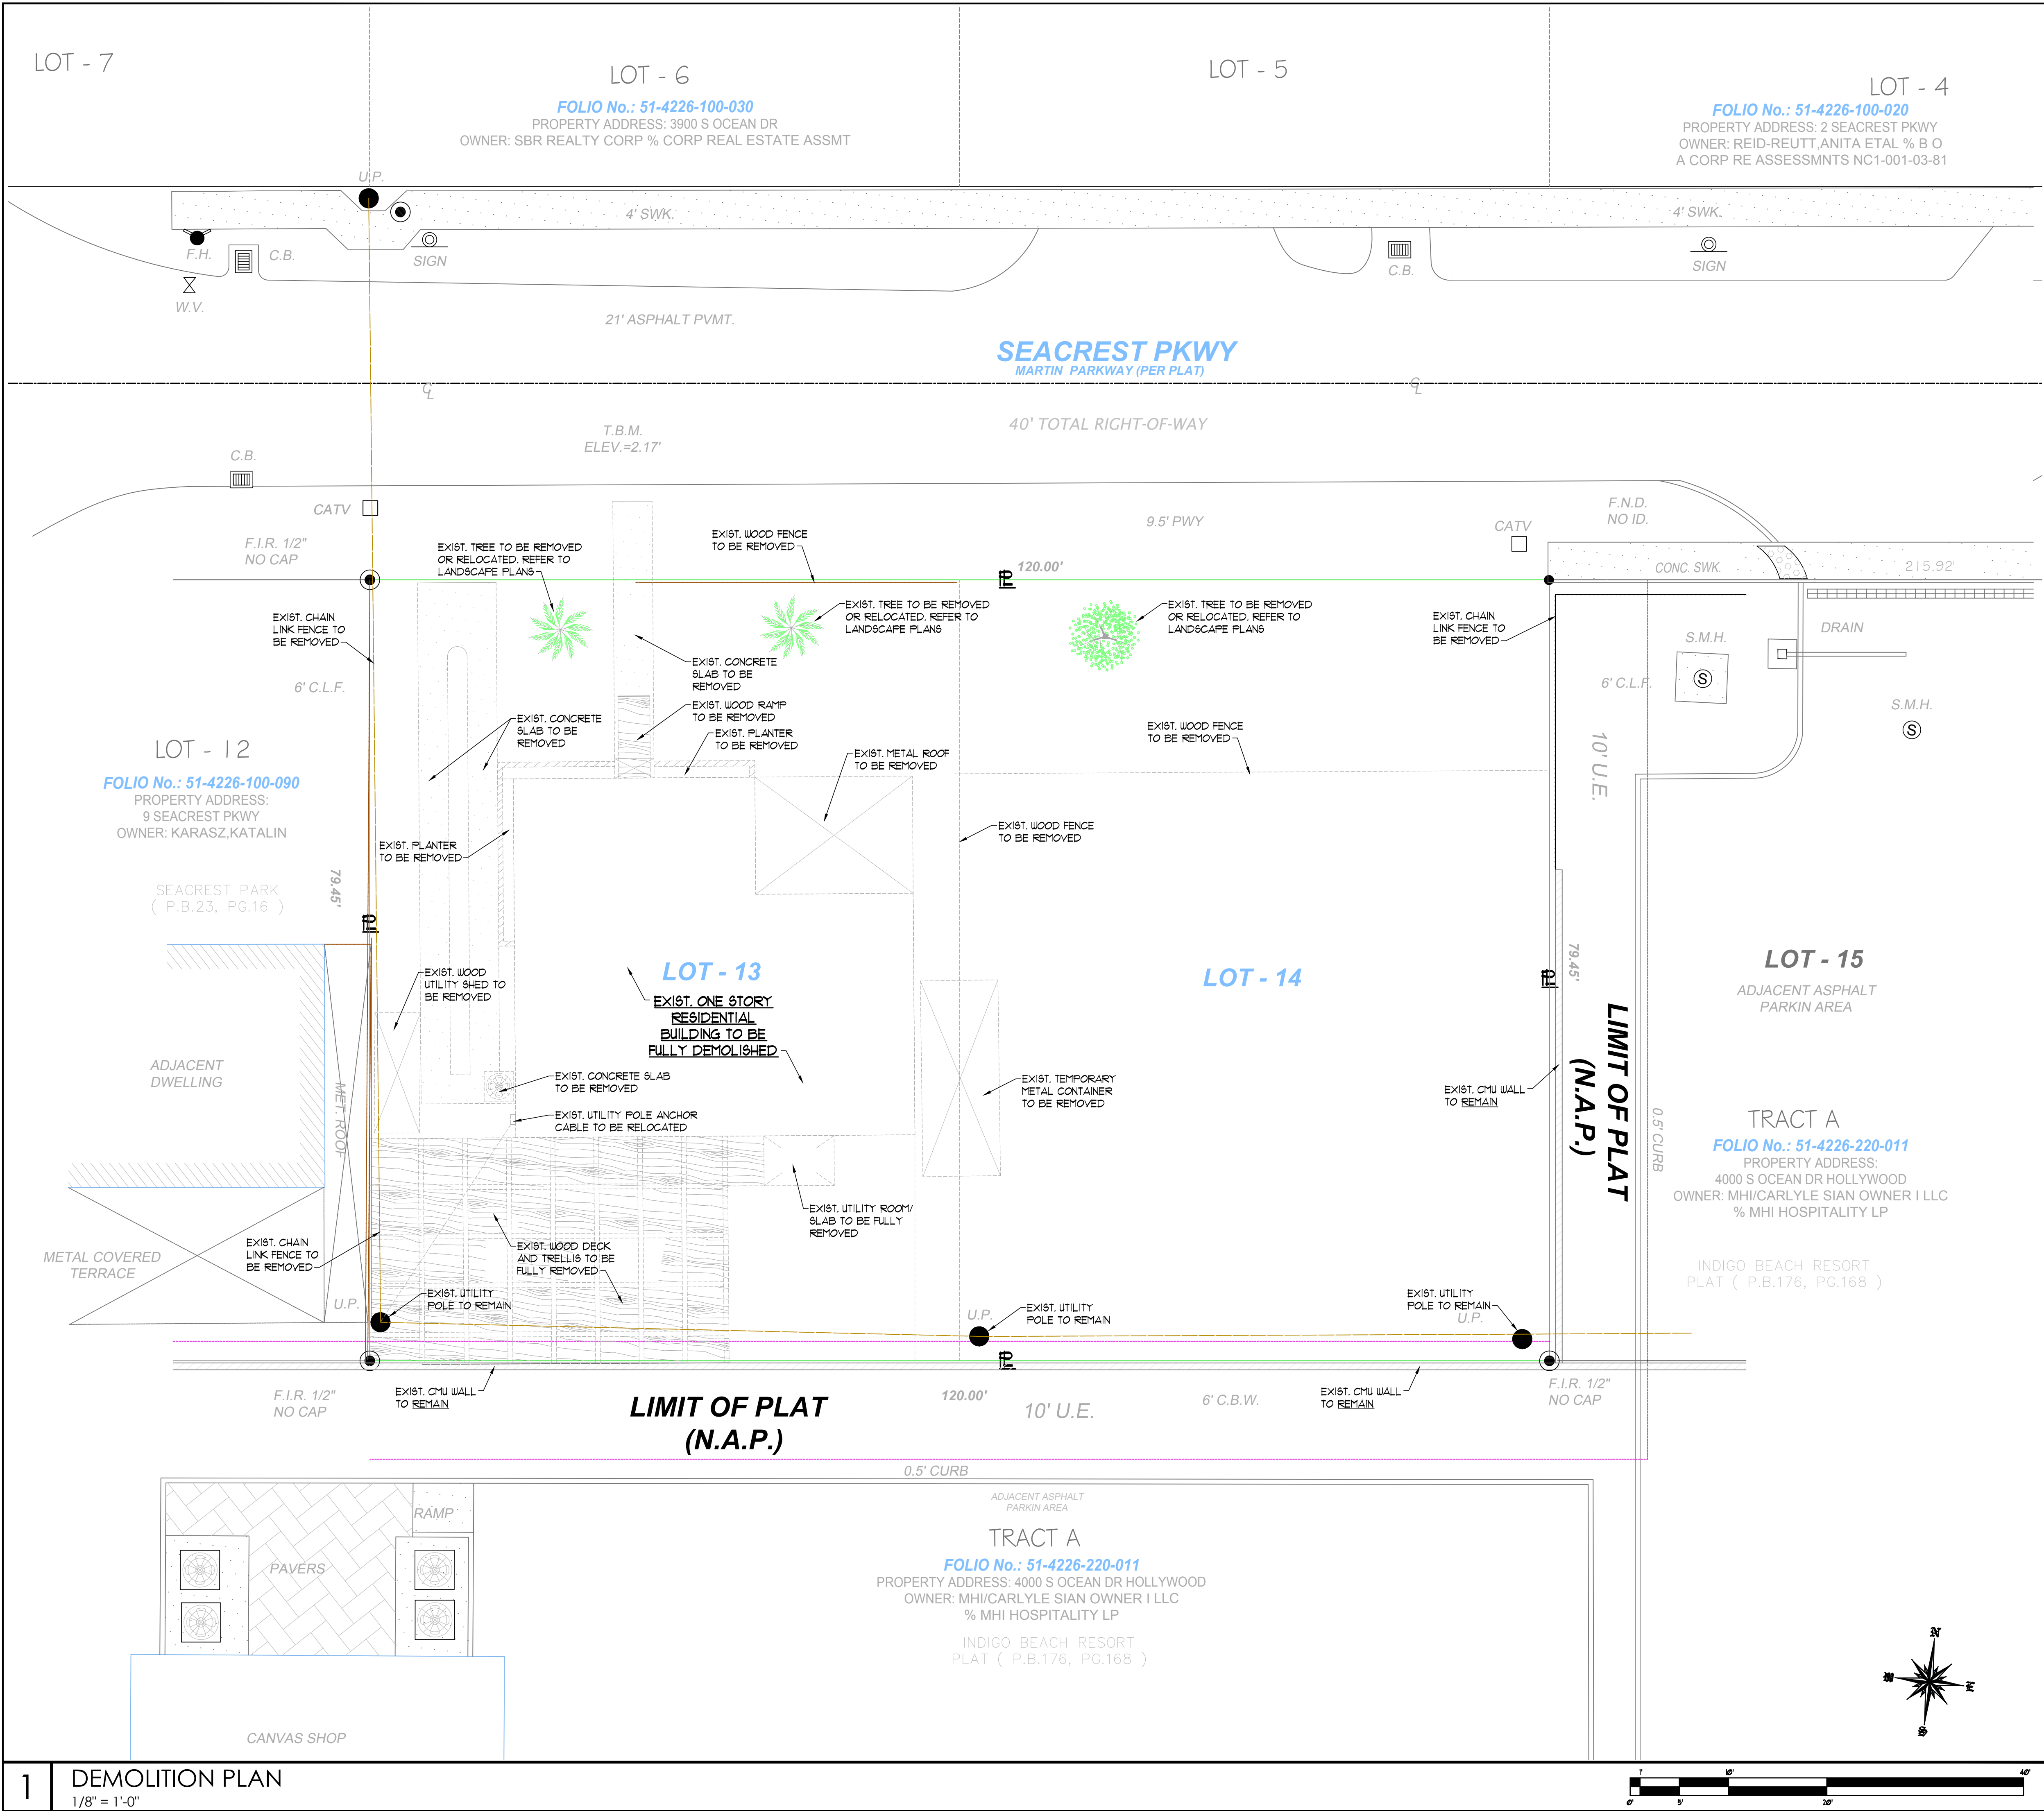 LOT - 7
LOT - 6
FOLIO No.: 51-4226-100-030
PROPERTY ADDRESS: 3900 S OCEAN DR
OWNER: SBR REALTY CORP % CORP REAL ESTATE ASSMT
LOT - 5
LOT - 4
FOLIO No.: 51-4226-100-020
PROPERTY ADDRESS: 2 SEACREST PKWY
OWNER: REID-REUTT,ANITA ETAL % B O
A CORP RE ASSESSMNTS NC1-001-03-81
U.P.
4' SWK.
4' SWK.
F.H.
C.B.
SIGN
C.B.
SIGN
W.V.
21' ASPHALT PVMT.
SEACREST PKWY
MARTIN PARKWAY (PER PLAT)
CL
CL
40' TOTAL RIGHT-OF-WAY
T.B.M.
ELEV.=2.17'
C.B.
CATV
9.5' PWY
CATV
F.N.D.
NO ID.
F.I.R. 1/2"
NO CAP
EXIST. TREE TO BE REMOVED
OR RELOCATED. REFER TO
LANDSCAPE PLANS
EXIST. WOOD FENCE
TO BE REMOVED
120.00'
CONC. SWK.
215.92'
EXIST. CHAIN
LINK FENCE TO
BE REMOVED
EXIST. TREE TO BE REMOVED
OR RELOCATED. REFER TO
LANDSCAPE PLANS
EXIST. TREE TO BE REMOVED
OR RELOCATED. REFER TO
LANDSCAPE PLANS
EXIST. CHAIN
LINK FENCE TO
BE REMOVED
DRAIN
S.M.H.
S
6' C.L.F.
6' C.L.F.
S.M.H.
S
EXIST. CONCRETE
SLAB TO BE
REMOVED
EXIST. WOOD RAMP
TO BE REMOVED
EXIST. CONCRETE
SLAB TO BE
REMOVED
EXIST. PLANTER
TO BE REMOVED
EXIST. METAL ROOF
TO BE REMOVED
EXIST. WOOD FENCE
TO BE REMOVED
10' U.E.
LOT - 12
FOLIO No.: 51-4226-100-090
PROPERTY ADDRESS:
9 SEACREST PKWY
OWNER: KARASZ,KATALIN
EXIST. PLANTER
TO BE REMOVED
EXIST. WOOD FENCE
TO BE REMOVED
SEACREST PARK
( P.B.23, PG.16 )
79.45'
LOT - 13
LOT - 14
79.45'
LOT - 15
ADJACENT ASPHALT
PARKIN AREA
EXIST. WOOD
UTILITY SHED TO
BE REMOVED
EXIST. ONE STORY
RESIDENTIAL
BUILDING TO BE
FULLY DEMOLISHED
LIMIT OF PLAT
(N.A.P.)
ADJACENT
DWELLING
MET. ROOF
EXIST. CONCRETE SLAB
TO BE REMOVED
EXIST. TEMPORARY
METAL CONTAINER
TO BE REMOVED
EXIST. CMU WALL
TO REMAIN
EXIST. UTILITY POLE ANCHOR
CABLE TO BE RELOCATED
0.5' CURB
TRACT A
FOLIO No.: 51-4226-220-011
PROPERTY ADDRESS:
4000 S OCEAN DR HOLLYWOOD
OWNER: MHI/CARLYLE SIAN OWNER I LLC
% MHI HOSPITALITY LP
INDIGO BEACH RESORT
PLAT ( P.B.176, PG.168 )
EXIST. UTILITY ROOM/
SLAB TO BE FULLY
REMOVED
METAL COVERED
TERRACE
EXIST. CHAIN
LINK FENCE TO
BE REMOVED
EXIST. WOOD DECK
AND TRELLIS TO BE
FULLY REMOVED
U.P.
EXIST. UTILITY
POLE TO REMAIN
U.P.
EXIST. UTILITY
POLE TO REMAIN
EXIST. UTILITY
POLE TO REMAIN
U.P.
F.I.R. 1/2"
NO CAP
EXIST. CMU WALL
TO REMAIN
LIMIT OF PLAT
(N.A.P.)
120.00'
10' U.E.
6' C.B.W.
EXIST. CMU WALL
TO REMAIN
F.I.R. 1/2"
NO CAP
0.5' CURB
ADJACENT ASPHALT
PARKIN AREA
TRACT A
FOLIO No.: 51-4226-220-011
PROPERTY ADDRESS: 4000 S OCEAN DR HOLLYWOOD
OWNER: MHI/CARLYLE SIAN OWNER I LLC
% MHI HOSPITALITY LP
INDIGO BEACH RESORT
PLAT ( P.B.176, PG.168 )
RAMP
PAVERS
CANVAS SHOP
N
W
E
S
1
DEMOLITION PLAN
1/8" = 1'-0"
1'
10'
40'
0'
5'
20'